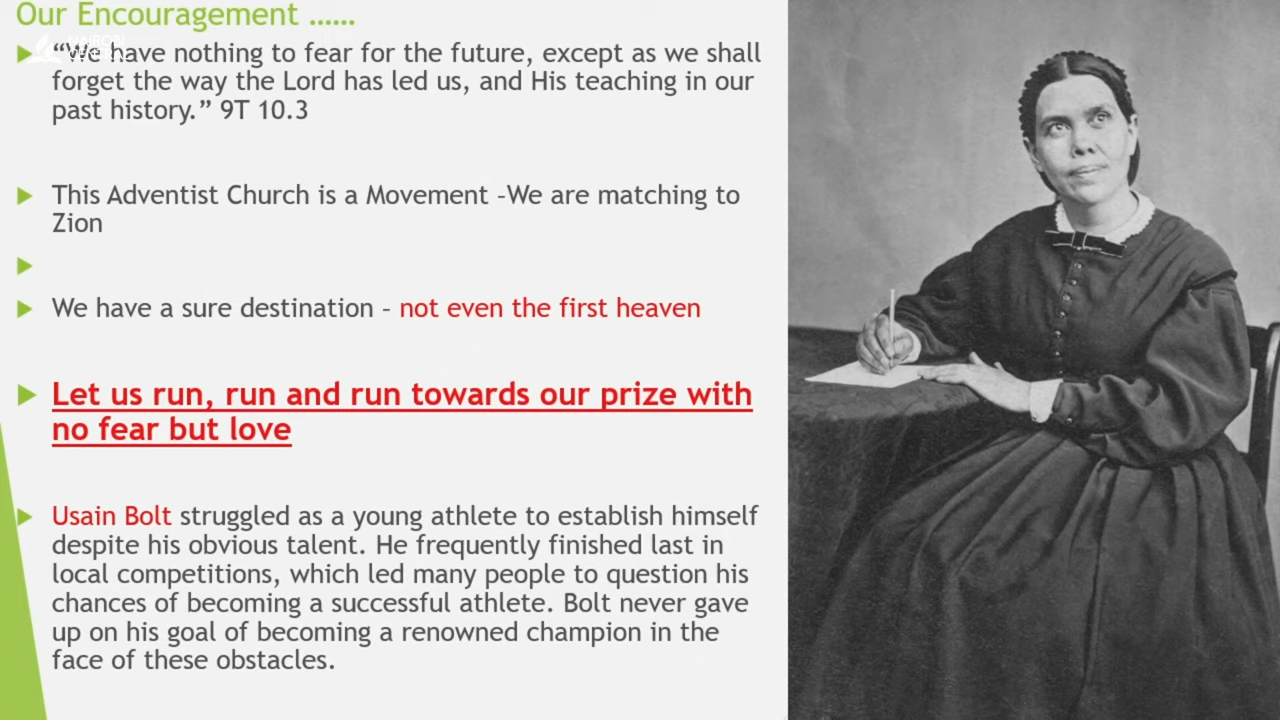 Our Encouragement ……
NAIROBI
CENTRAL
“We have nothing to fear for the future, except as we shall
forget the way the Lord has led us, and His teaching in our
past history.” 9T 10.3
This Adventist Church is a Movement –We are matching to
Zion
We have a sure destination – not even the first heaven
Let us run, run and run towards our prize with
no fear but love
Usain Bolt struggled as a young athlete to establish himself
despite his obvious talent. He frequently finished last in
local competitions, which led many people to question his
chances of becoming a successful athlete. Bolt never gave
up on his goal of becoming a renowned champion in the
face of these obstacles.